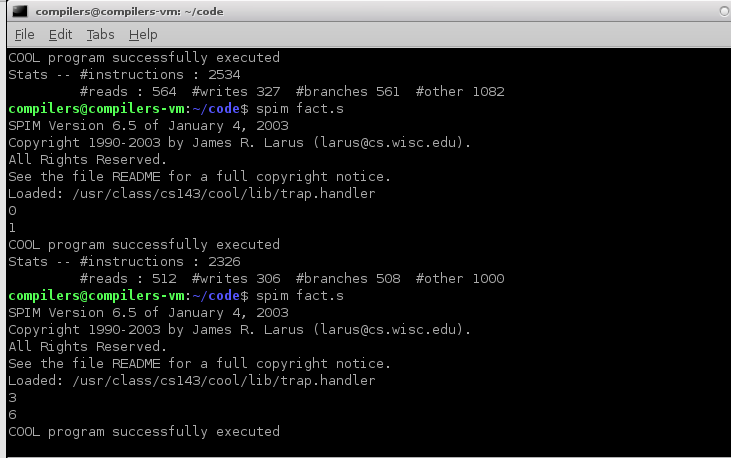 compilers@compilers-vm: ~/code
File Edit Tabs Help
COOL program successfully executed
Stats -- #instructions : 2534
         #reads : 564  #writes 327  #branches 561  #other 1082
compilers@compilers-vm:~/code$ spim fact.s
SPIM Version 6.5 of January 4, 2003
Copyright 1990-2003 by James R. Larus (larus@cs.wisc.edu).
All Rights Reserved.
See the file README for a full copyright notice.
Loaded: /usr/class/cs143/cool/lib/trap.handler
0
1
COOL program successfully executed
Stats -- #instructions : 2326
         #reads : 512  #writes 306  #branches 508  #other 1000
compilers@compilers-vm:~/code$ spim fact.s
SPIM Version 6.5 of January 4, 2003
Copyright 1990-2003 by James R. Larus (larus@cs.wisc.edu).
All Rights Reserved.
See the file README for a full copyright notice.
Loaded: /usr/class/cs143/cool/lib/trap.handler
3
6
COOL program successfully executed